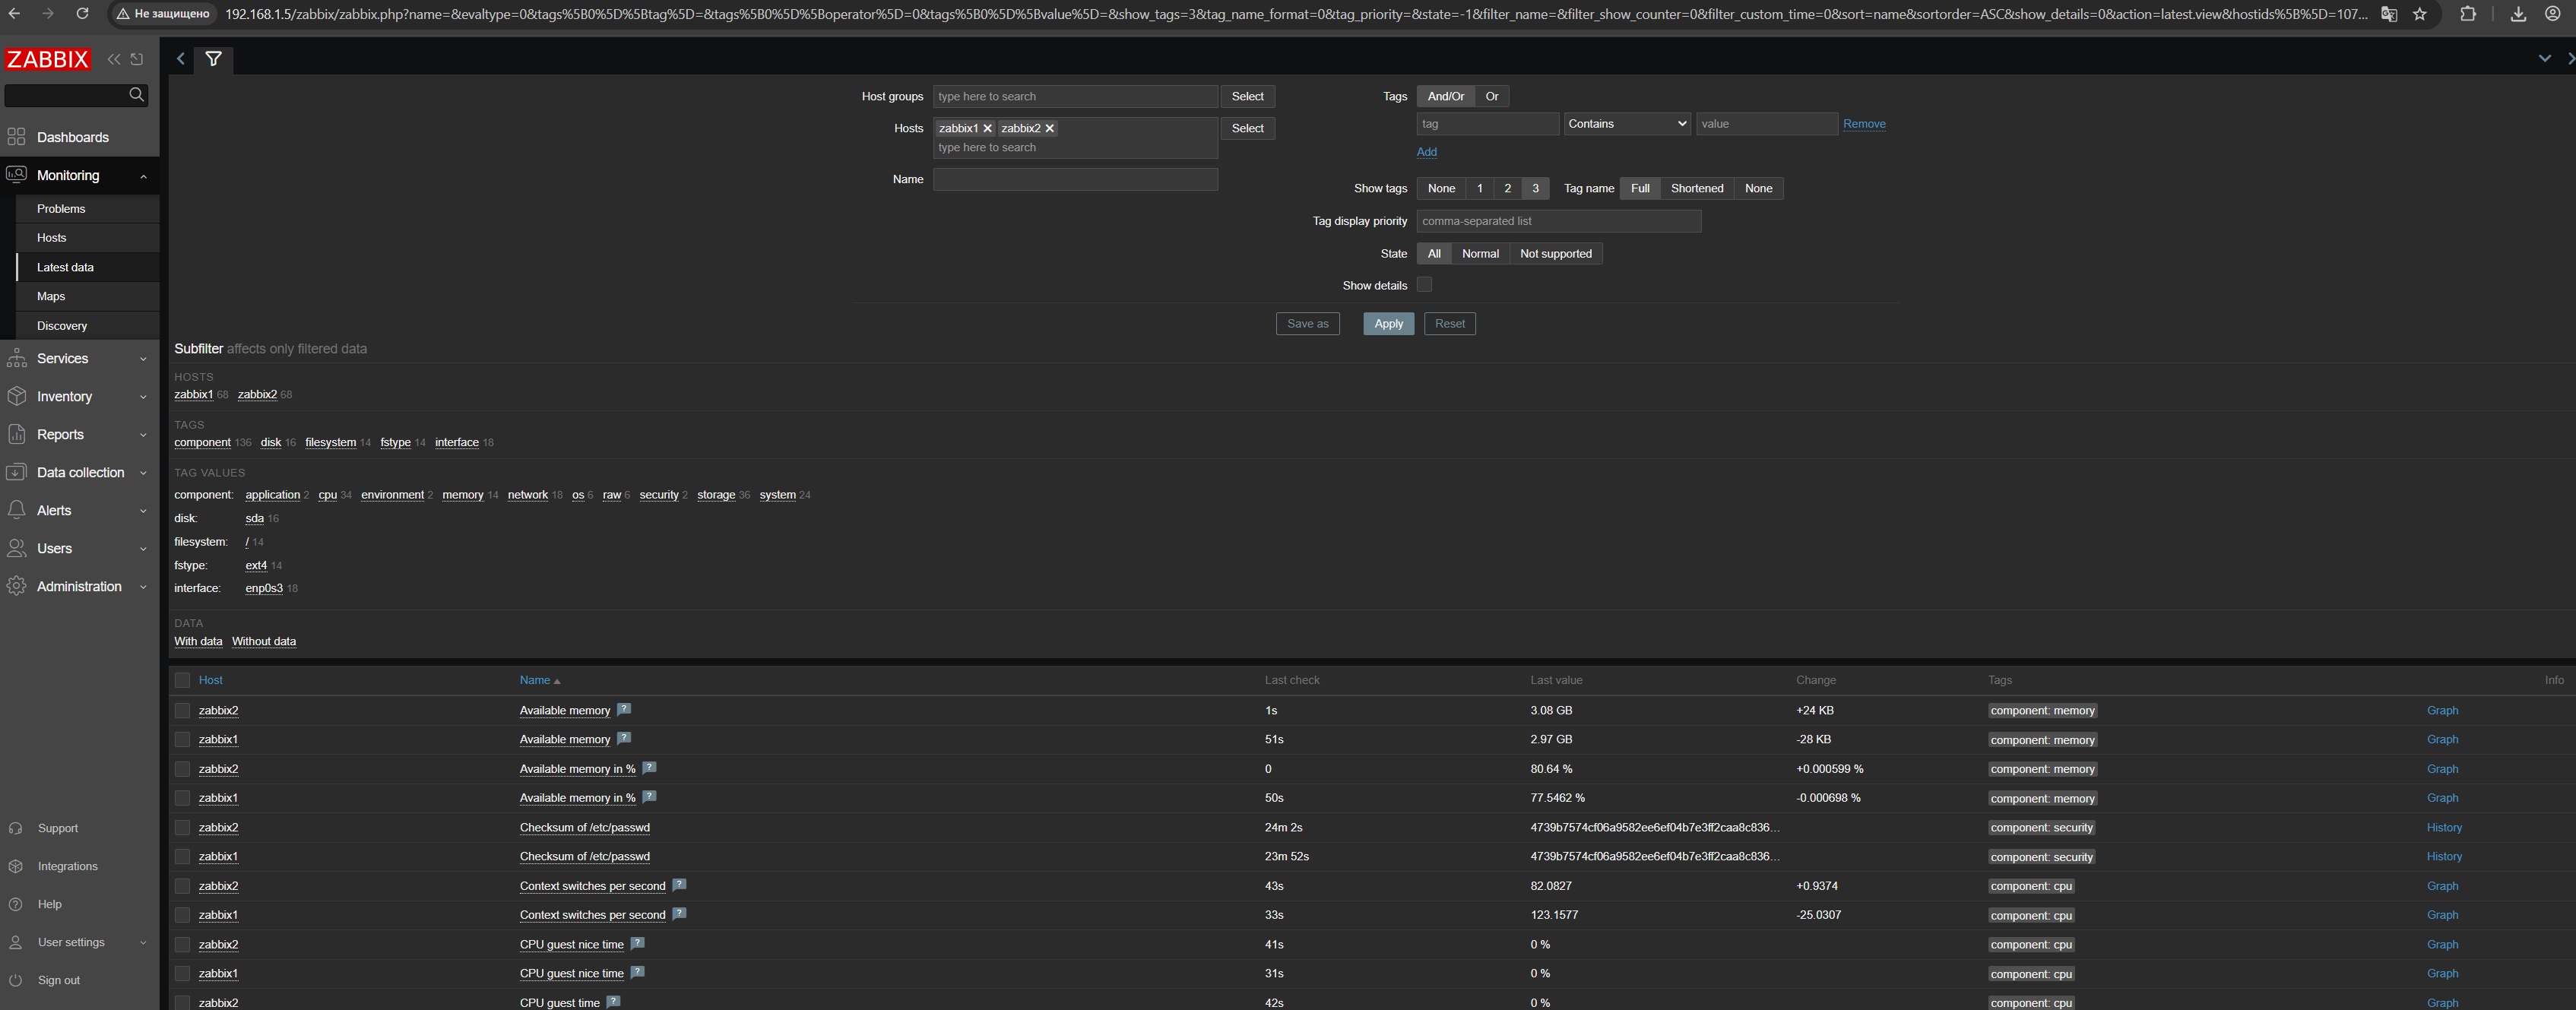 Не защищено 192.168.1.5/zabbix/zabbix.php?name=&evaltype=0&tags%5B0%5D%5Btag%5D=&tags%5B0%5D%5Boperator%5D=0&tags%5B0%5D%5Bvalue%5D=&show_tags=3&tag_name_format=0&tag_priority=&state=-1&filter_name=&filter_show_counter=0&filter_custom_time=0&sort=name&sortorder=ASC&show_details=0&action=latest.view&hostids%5B%5D=107...
ZABBIX
Dashboards
Monitoring
Problems
Hosts
Latest data
Maps
Discovery
Services
Inventory
Reports
Data collection
Alerts
Users
Administration
Support
Integrations
Help
User settings
Sign out
Host groups type here to search Select
Hosts zabbix1 zabbix2 Select
type here to search
Name
Tags And/Or Or
tag Contains value Remove
Add
Show tags None 1 2 3 Tag name Full Shortened None
Tag display priority comma-separated list
State All Normal Not supported
Show details
Save as Apply Reset
Subfilter affects only filtered data
HOSTS
zabbix1 68 zabbix2 68
TAGS
component 136 disk 16 filesystem 14 fstype 14 interface 18
TAG VALUES
component: application 2 cpu 34 environment 2 memory 14 network 18 os 6 raw 6 security 2 storage 36 system 24
disk: sda 16
filesystem: / 14
fstype: ext4 14
interface: enp0s3 18
DATA
With data Without data
Host Name Last check Last value Change Tags Info
zabbix2 Available memory ? 1s 3.08 GB +24 KB component: memory Graph
zabbix1 Available memory ? 51s 2.97 GB -28 KB component: memory Graph
zabbix2 Available memory in % ? 0 80.64 % +0.000599 % component: memory Graph
zabbix1 Available memory in % ? 50s 77.5462 % -0.000698 % component: memory Graph
zabbix2 Checksum of /etc/passwd 24m 2s 4739b7574cf06a9582ee6ef04b7e3ff2caa8c836... component: security History
zabbix1 Checksum of /etc/passwd 23m 52s 4739b7574cf06a9582ee6ef04b7e3ff2caa8c836... component: security History
zabbix2 Context switches per second ? 43s 82.0827 +0.9374 component: cpu Graph
zabbix1 Context switches per second ? 33s 123.1577 -25.0307 component: cpu Graph
zabbix2 CPU guest nice time ? 41s 0 % component: cpu Graph
zabbix1 CPU guest nice time ? 31s 0 % component: cpu Graph
zabbix2 CPU guest time ? 42s 0 % component: cpu Graph